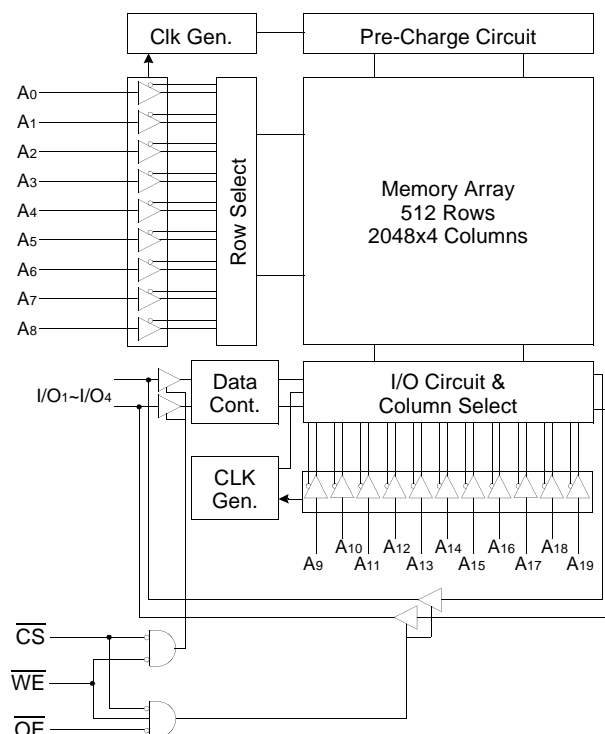 Clk Gen.
Pre-Charge Circuit
A0
A1
A2
A3
A4
A5
A6
A7
A8
Row Select
Memory Array
512 Rows
2048x4 Columns
I/O1~I/O4
Data
Cont.
I/O Circuit &
Column Select
CLK
Gen.
A10 A12 A14 A16 A18
A9 A11 A13 A15 A17 A19
CS
WE
OE